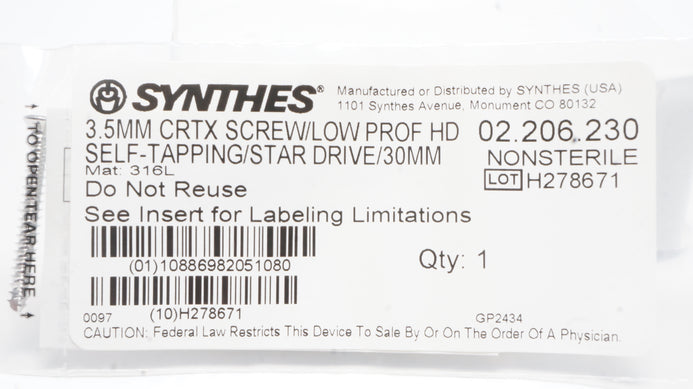 SYNTHES®
Manufactured or Distributed by SYNTHES (USA)
1101 Synthes Avenue, Monument CO 80132
3.5MM CRTX SCREW/LOW PROF HD
02.206.230
SELF-TAPPING/STAR DRIVE/30MM
NONSTERILE
Mat: 316L
LOT H278671
Do Not Reuse
See Insert for Labeling Limitations
(01)10886982051080
Qty: 1
(10)H278671
0097
GP2434
CAUTION: Federal Law Restricts This Device To Sale By Or On The Order Of A Physician.
TO OPEN TEAR HERE